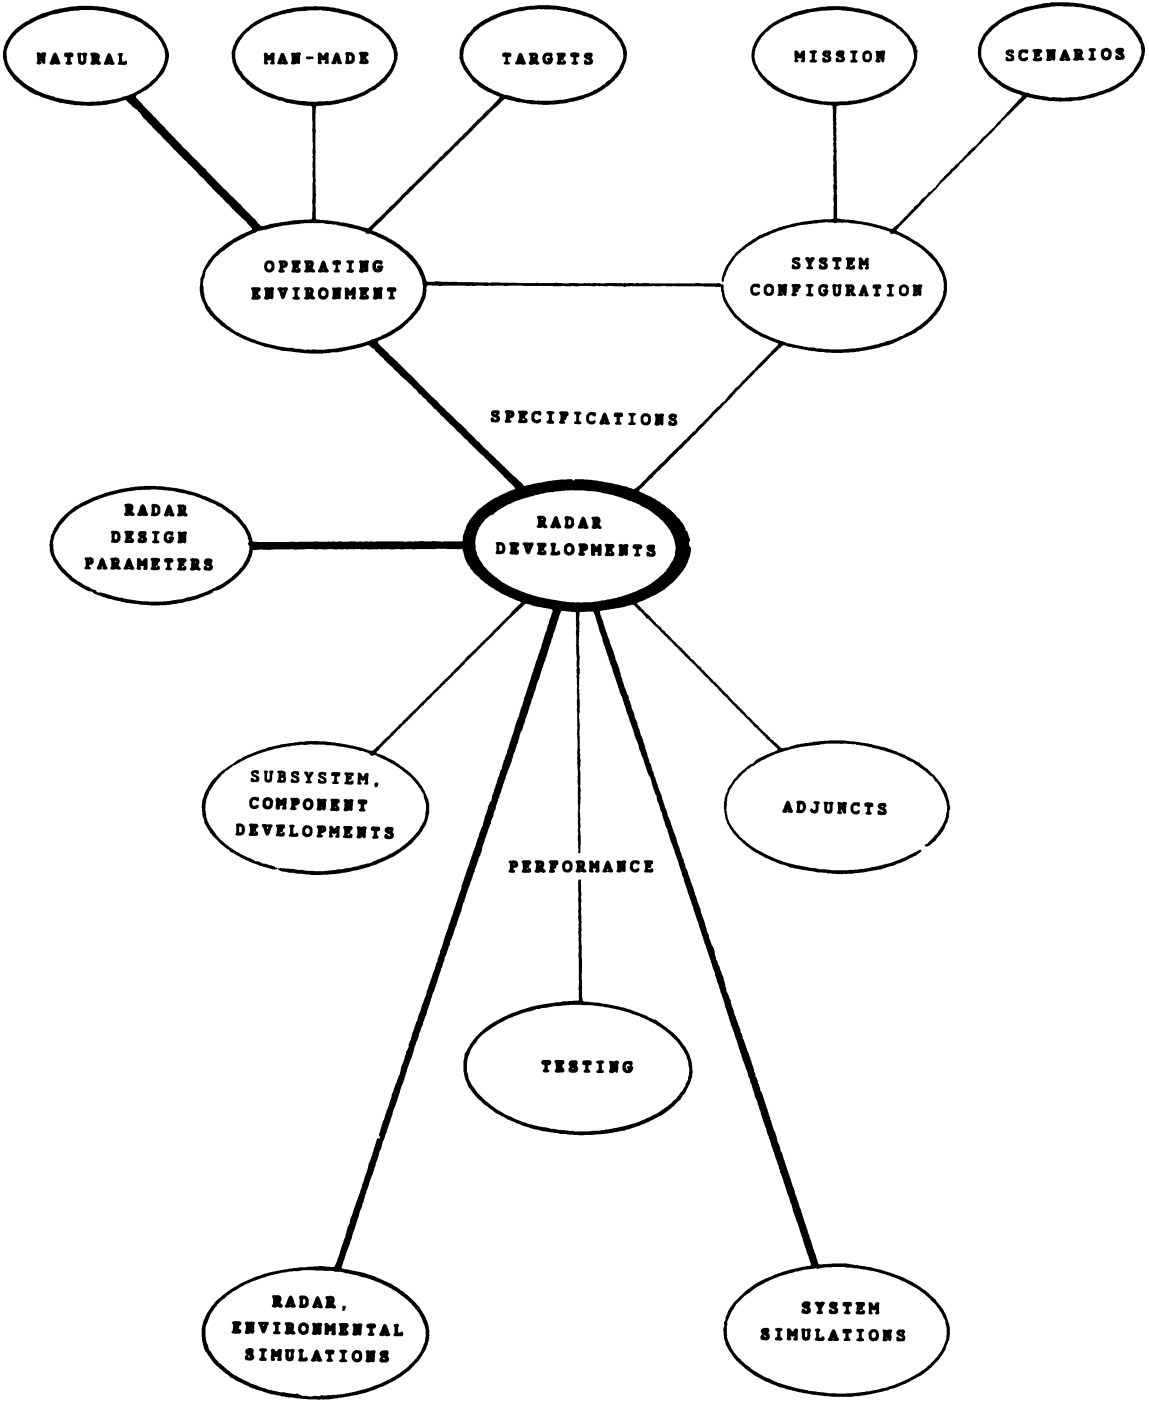 NATURAL
MAN-MADE
TARGETS
MISSION
SCENARIOS
OPERATING
ENVIRONMENT
SYSTEM
CONFIGURATION
SPECIFICATIONS
RADAR
DESIGN
PARAMETERS
RADAR
DEVELOPMENTS
SUBSYSTEM,
COMPONENT
DEVELOPMENTS
ADJUNCTS
PERFORMANCE
TESTING
RADAR,
ENVIRONMENTAL
SIMULATIONS
SYSTEM
SIMULATIONS